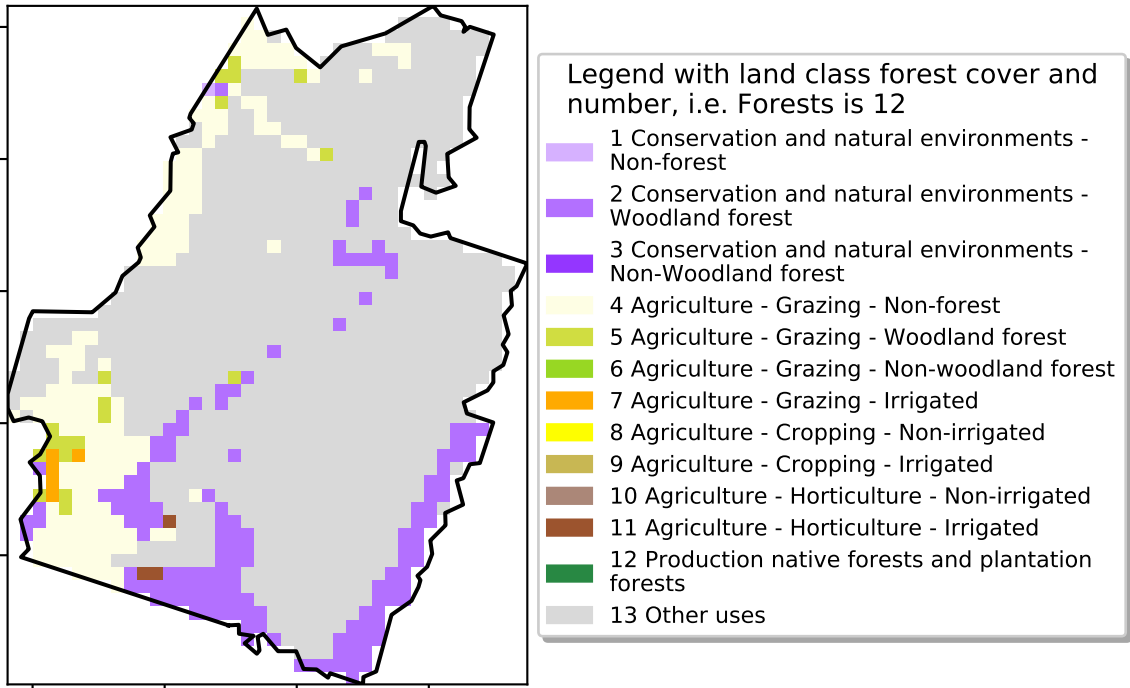 Legend with land class forest cover and
number, i.e. Forests is 12
1 Conservation and natural environments -
Non-forest
2 Conservation and natural environments -
Woodland forest
3 Conservation and natural environments -
Non-Woodland forest
4 Agriculture - Grazing - Non-forest
5 Agriculture - Grazing - Woodland forest
6 Agriculture - Grazing - Non-woodland forest
7 Agriculture - Grazing - Irrigated
8 Agriculture - Cropping - Non-irrigated
9 Agriculture - Cropping - Irrigated
10 Agriculture - Horticulture - Non-irrigated
11 Agriculture - Horticulture - Irrigated
12 Production native forests and plantation
forests
13 Other uses